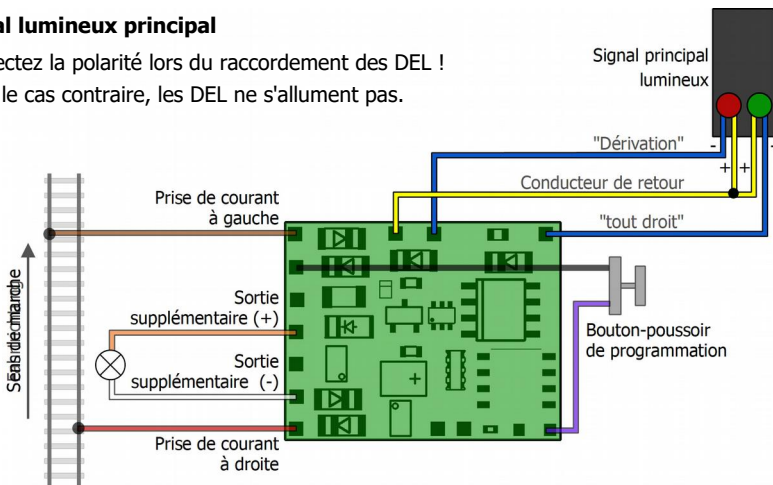 al lumineux principal
ectez la polarité lors du raccordement des DEL !
le cas contraire, les DEL ne s'allument pas.
Signal principal
lumineux
"Dérivation"
- -
+ +
Conducteur de retour
"tout droit"
Prise de courant
à gauche
Sortie
supplémentaire (+)
Sortie
supplémentaire (-)
+
Bouton-poussoir
de programmation
Prise de courant
à droite